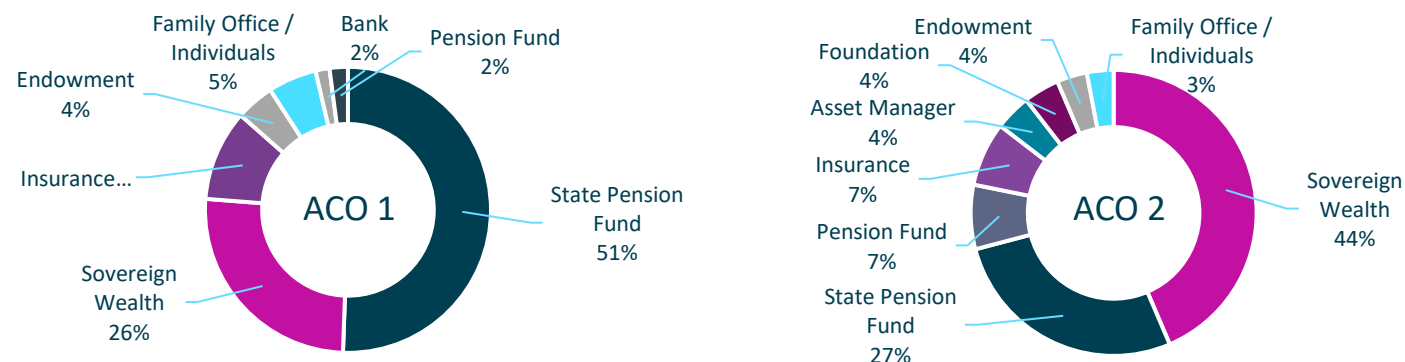 Family Office /
Individuals
5%
Bank
2%
Pension Fund
2%
Endowment
4%
Insurance...
ACO 1
State Pension
Fund
51%
Sovereign
Wealth
26%
Endowment
4%
Family Office /
Individuals
3%
Foundation
4%
Asset Manager
4%
Insurance
7%
Pension Fund
7%
State Pension
Fund
27%
ACO 2
Sovereign
Wealth
44%